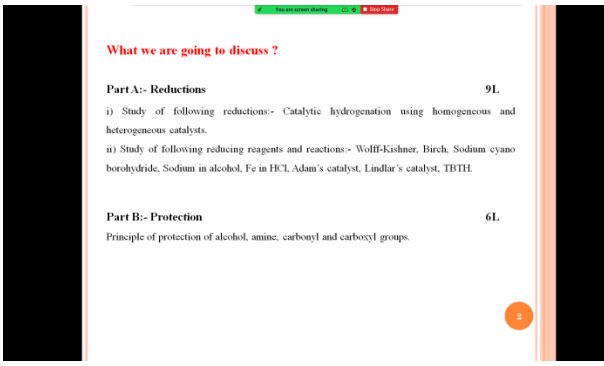 You are screen sharing Stop Share
What we are going to discuss ?
Part A:- Reductions 9L
i) Study of following reductions:- Catalytic hydrogenation using homogeneous and
heterogeneous catalysts.
ii) Study of following reducing reagents and reactions:- Wolff-Kishner, Birch, Sodium cyano
borohydride, Sodium in alcohol, Fe in HCl, Adam's catalyst, Lindlar's catalyst, TBTH.
Part B:- Protection 6L
Principle of protection of alcohol, amine, carbonyl and carboxyl groups.
2